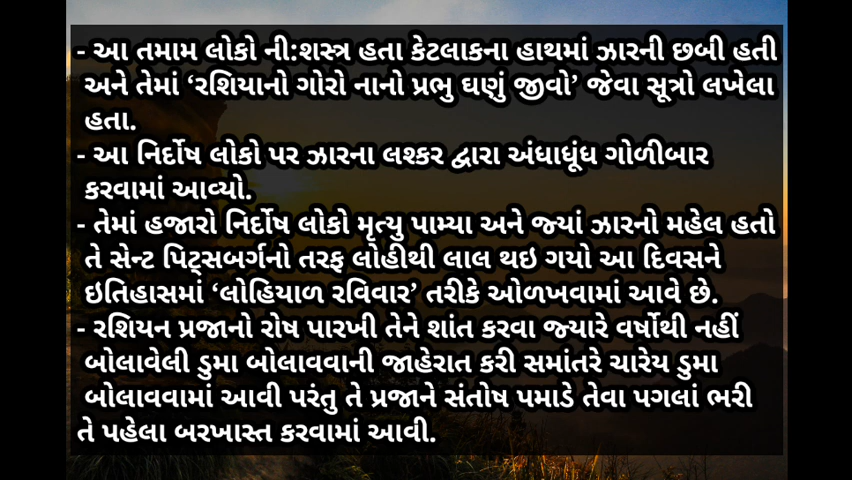 - આ તમામ લોકો ની:શસ્ત્ર હતા કેટલાકના હાથમાં ઝારની છબી હતી
અને તેમાં ‘રશિયાનો ગોરો નાનો પ્રભુ ઘણું જીવો’ જેવા સૂત્રો લખેલા
હતા.
- આ નિર્દોષ લોકો પર ઝારના લશ્કર દ્વારા અંધાધૂંધ ગોળીબાર
કરવામાં આવ્યો.
- તેમાં હજારો નિર્દોષ લોકો મૃત્યુ પામ્યા અને જ્યાં ઝારનો મહેલ હતો
તે સેન્ટ પિટ્સબર્ગનો તરફ લોહીથી લાલ થઇ ગયો આ દિવસને
ઇતિહાસમાં ‘લોહિયાળ રવિવાર’ તરીકે ઓળખવામાં આવે છે.
- રશિયન પ્રજાનો રોષ પારખી તેને શાંત કરવા જ્યારે વર્ષોથી નહીં
બોલાવેલી ડુમા બોલાવવાની જાહેરાત કરી સમાંતરે ચારેય ડુમા
બોલાવવામાં આવી પરંતુ તે પ્રજાને સંતોષ પમાડે તેવા પગલાં ભરી
તે પહેલા બરખાસ્ત કરવામાં આવી.